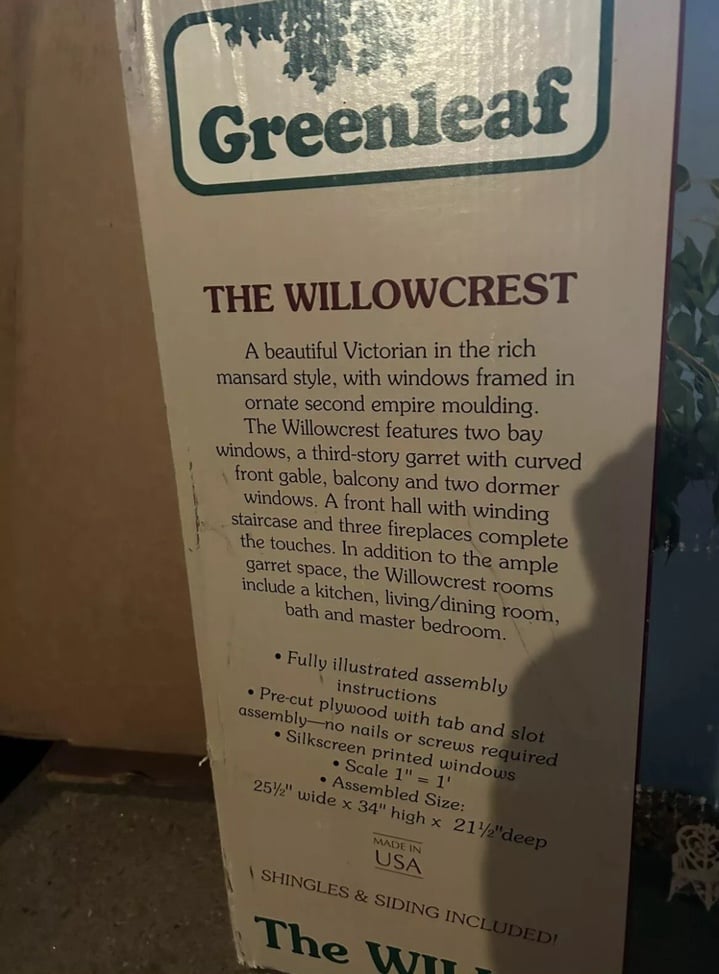 Greenleaf
THE WILLOWCREST
A beautiful Victorian in the rich
mansard style, with windows framed in
ornate second empire moulding.
The Willowcrest features two bay
windows, a third-story garret with curved
front gable, balcony and two dormer
windows. A front hall with winding
staircase and three fireplaces complete
the touches. In addition to the ample
garret space, the Willowcrest rooms
include a kitchen, living/dining room,
bath and master bedroom.
• Fully illustrated assembly
instructions
• Pre-cut plywood with tab and slot
assembly—no nails or screws required
• Silkscreen printed windows
• Scale 1" = 1'
• Assembled Size:
25½" wide x 34" high x 21½"deep
MADE IN
USA
SHINGLES & SIDING INCLUDED!
The